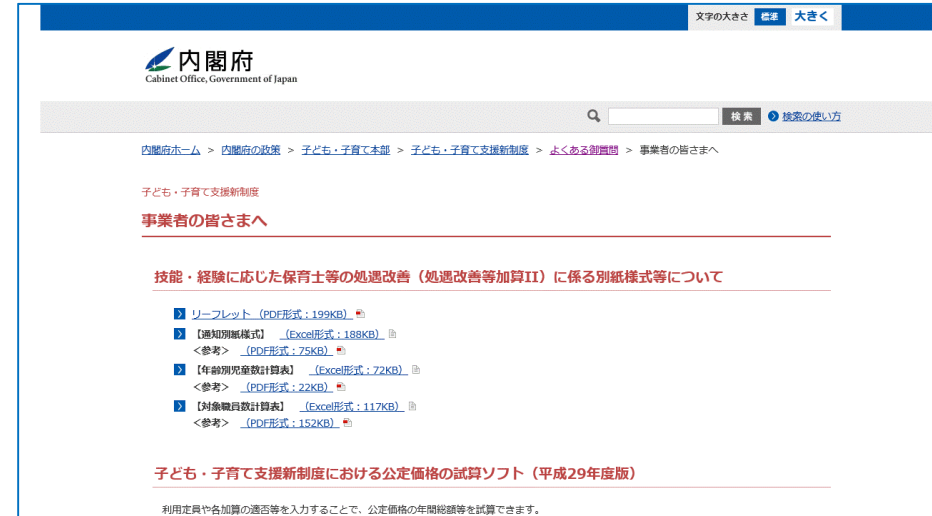 文字の大きさ 標準 大きく
内閣府
Cabinet Office, Government of Japan
検索 検索の使い方
内閣府ホーム > 内閣府の政策 > 子ども・子育て本部 > 子ども・子育て支援新制度 > よくある御質問 > 事業者の皆さまへ
子ども・子育て支援新制度
事業者の皆さまへ
技能・経験に応じた保育士等の処遇改善（処遇改善等加算II）に係る別紙様式等について
リーフレット（PDF形式：199KB）
【通知別紙様式】 （Excel形式：188KB）
＜参考＞ （PDF形式：75KB）
【年齢別児童数計算表】 （Excel形式：72KB）
＜参考＞ （PDF形式：22KB）
【対象職員数計算表】 （Excel形式：117KB）
＜参考＞ （PDF形式：152KB）
子ども・子育て支援新制度における公定価格の試算ソフト（平成29年度版）
利用定員や各加算の適否等を入力することで、公定価格の年間総額等を試算できます。